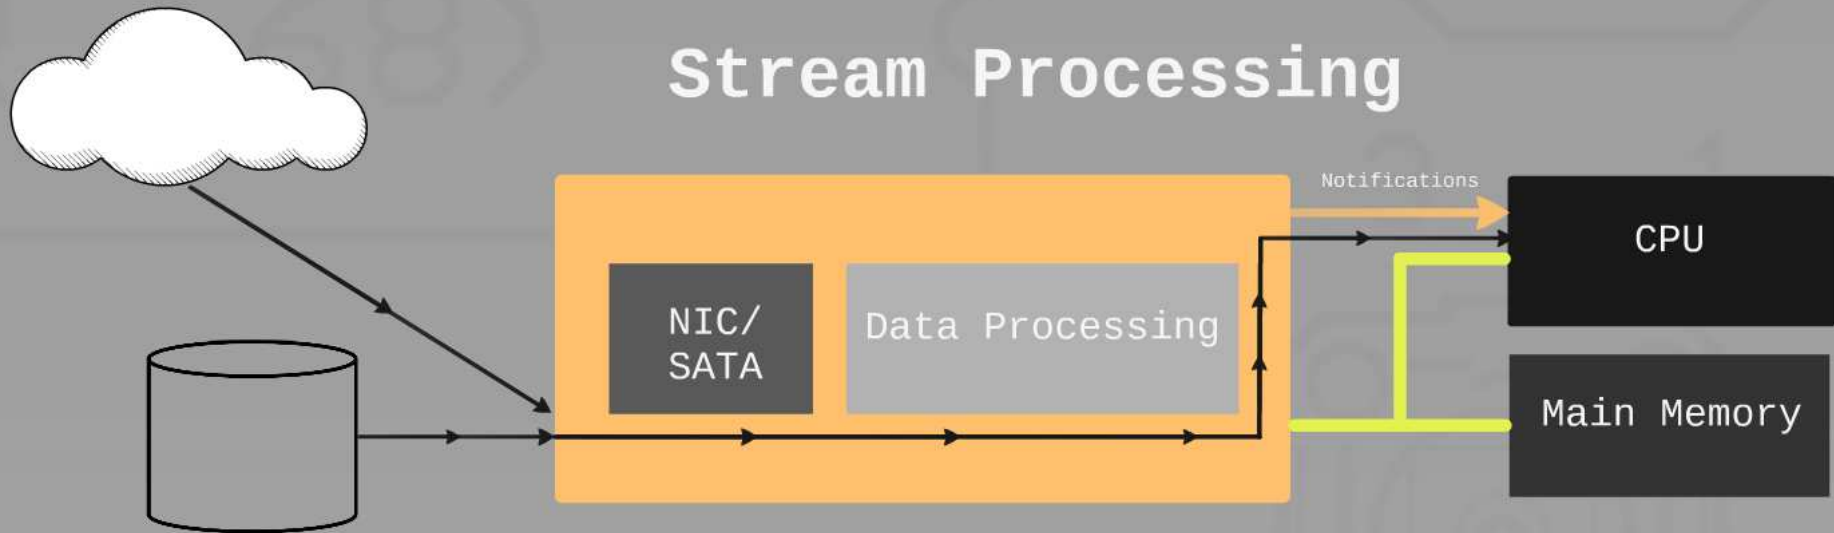 Stream Processing
Notifications
CPU
NIC/
SATA
Data Processing
Main Memory